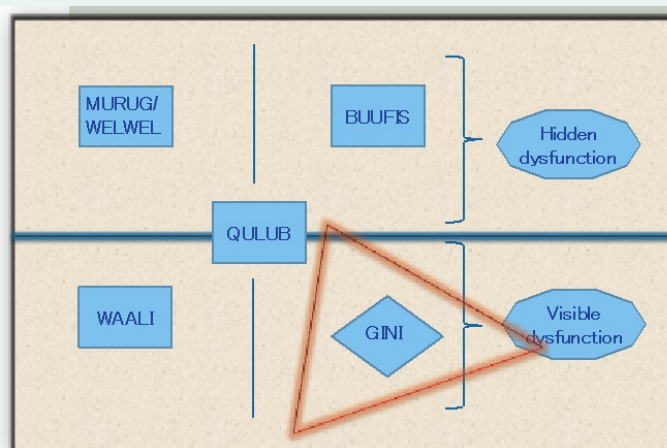 MURUG/
WELWEL
BUUFIS
Hidden
dysfunction
QULUB
WAALI
GINI
Visible
dysfunction